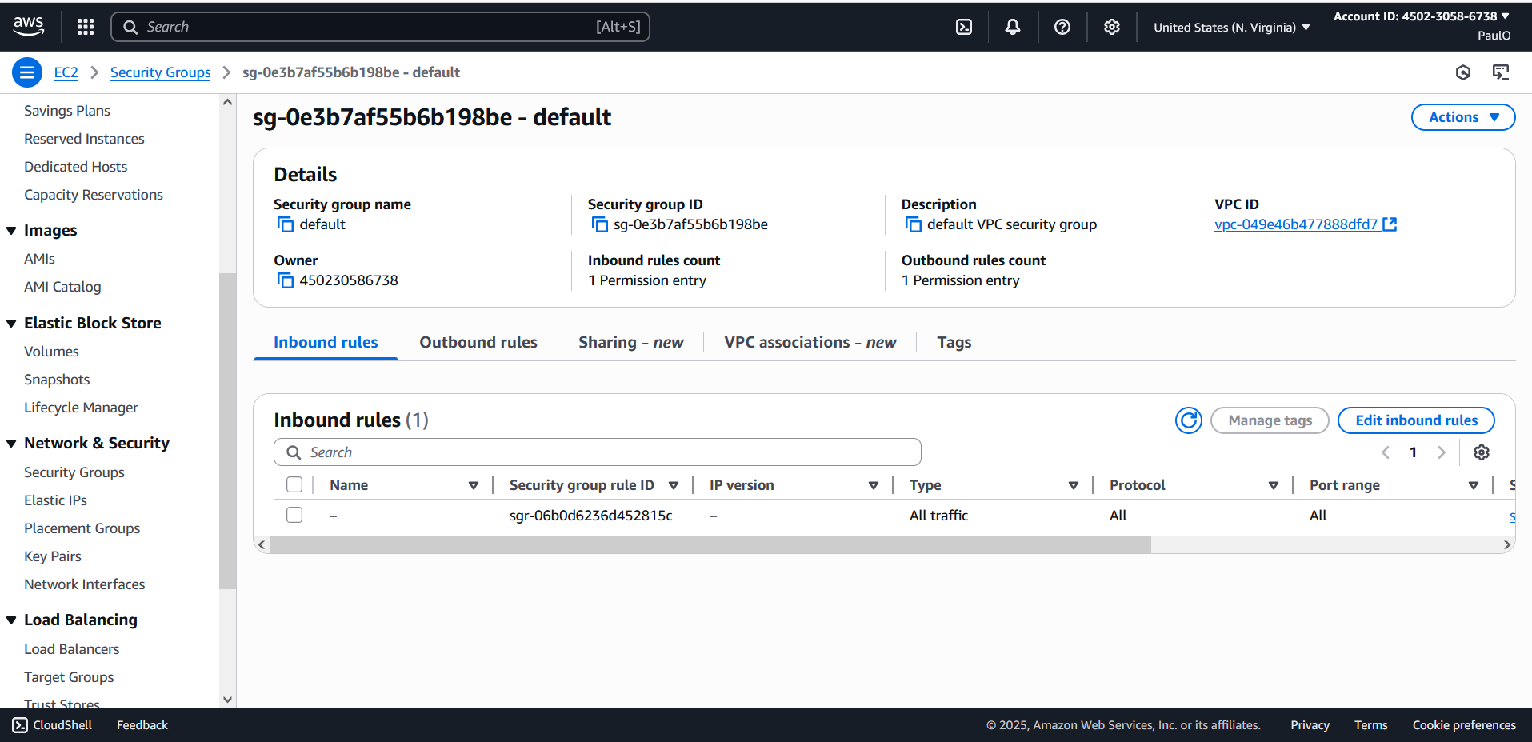 aws Search [Alt+S] United States (N. Virginia) Account ID: 4502-3058-6738
PaulO
EC2 Security Groups sg-0e3b7af55b6b198be - default
Savings Plans
Reserved Instances
Dedicated Hosts
Capacity Reservations
Images
AMIs
AMI Catalog
Elastic Block Store
Volumes
Snapshots
Lifecycle Manager
Network & Security
Security Groups
Elastic IPs
Placement Groups
Key Pairs
Network Interfaces
Load Balancing
Load Balancers
Target Groups
Trust Stores
sg-0e3b7af55b6b198be - default
Actions
Details
Security group name
default
Security group ID
sg-0e3b7af55b6b198be
Description
default VPC security group
VPC ID
vpc-049e46b477888dfd7
Owner
450230586738
Inbound rules count
1 Permission entry
Outbound rules count
1 Permission entry
Inbound rules Outbound rules Sharing - new VPC associations - new Tags
Inbound rules (1)
Manage tags Edit inbound rules
Search
1
Name Security group rule ID IP version Type Protocol Port range S
– sgr-06b0d6236d452815c – All traffic All All s
CloudShell Feedback © 2025, Amazon Web Services, Inc. or its affiliates. Privacy Terms Cookie preferences